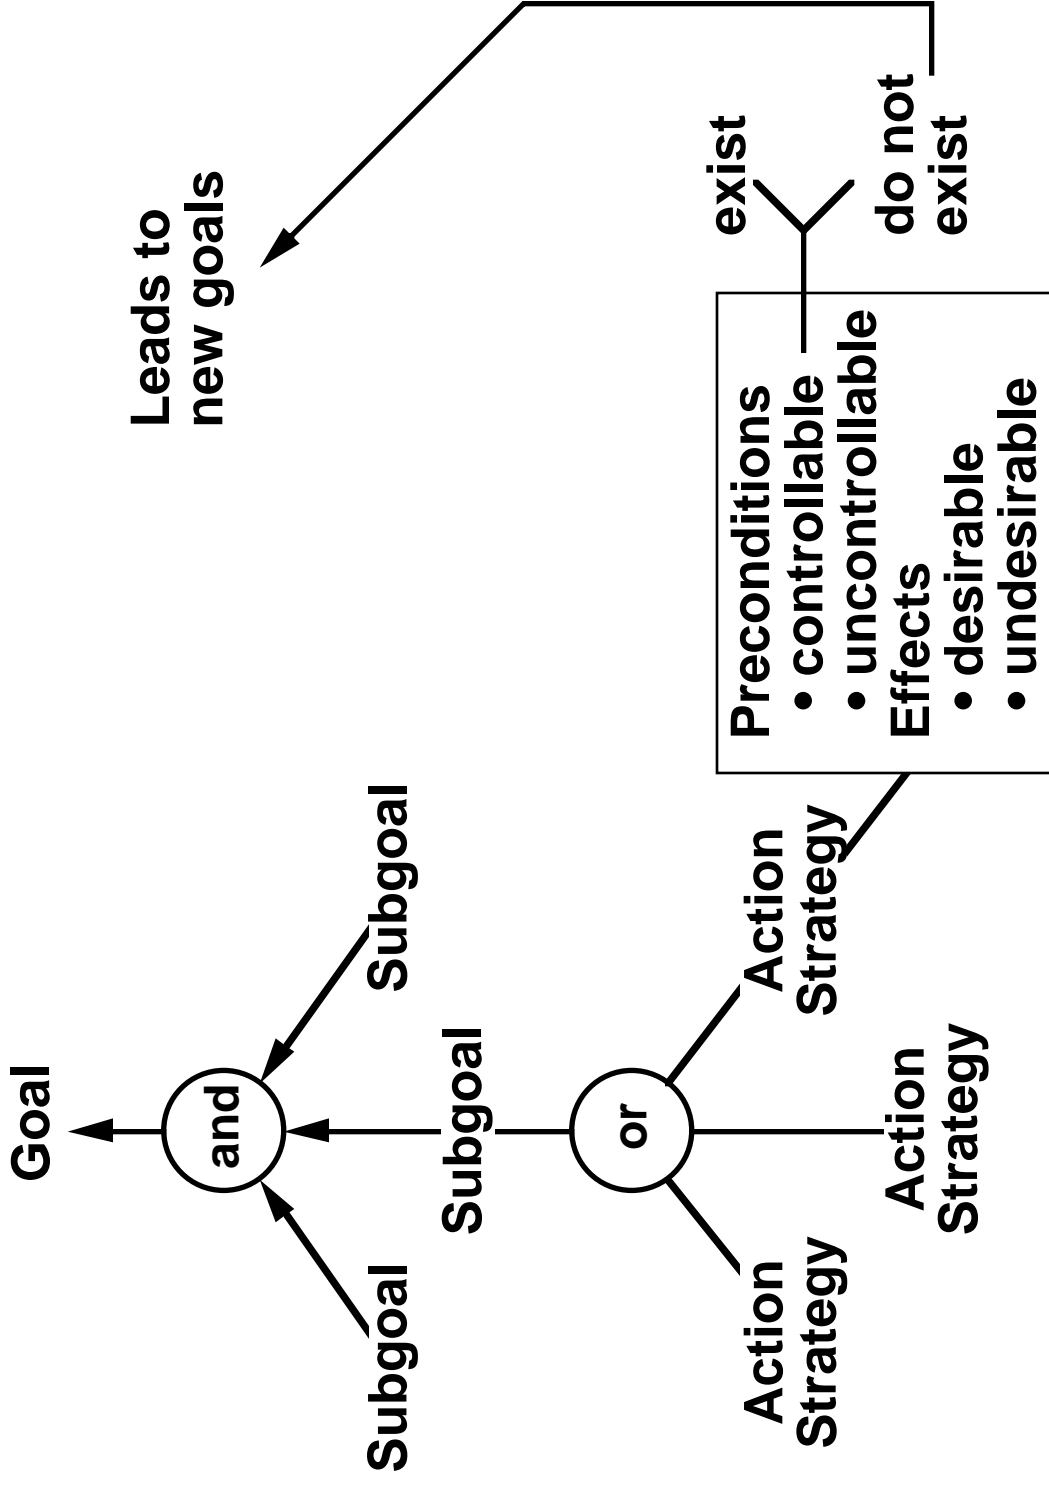 Goal
and
Subgoal
Subgoal
Subgoal
or
Action
Strategy
Action
Strategy
Action
Strategy
Preconditions
• controllable
• uncontrollable
Effects
• desirable
• undesirable
exist
do not
exist
Leads to
new goals